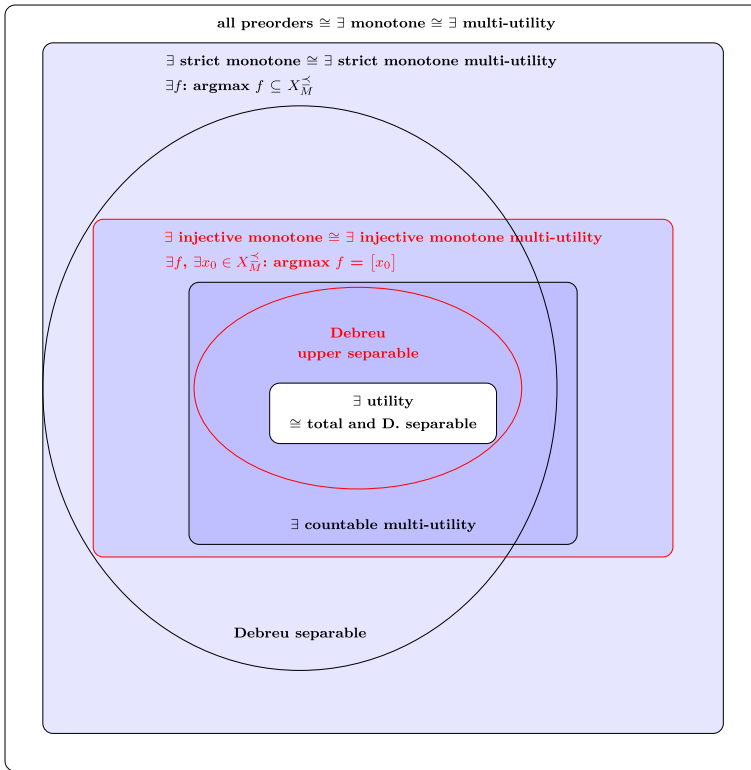 all preorders ≅ ∃ monotone ≅ ∃ multi-utility
∃ strict monotone ≅ ∃ strict monotone multi-utility
∃f: argmax f ⊆ X_M^≼
∃ injective monotone ≅ ∃ injective monotone multi-utility
∃f, ∃x₀ ∈ X_M^≼: argmax f = [x₀]
Debreu
upper separable
∃ utility
≅ total and D. separable
∃ countable multi-utility
Debreu separable